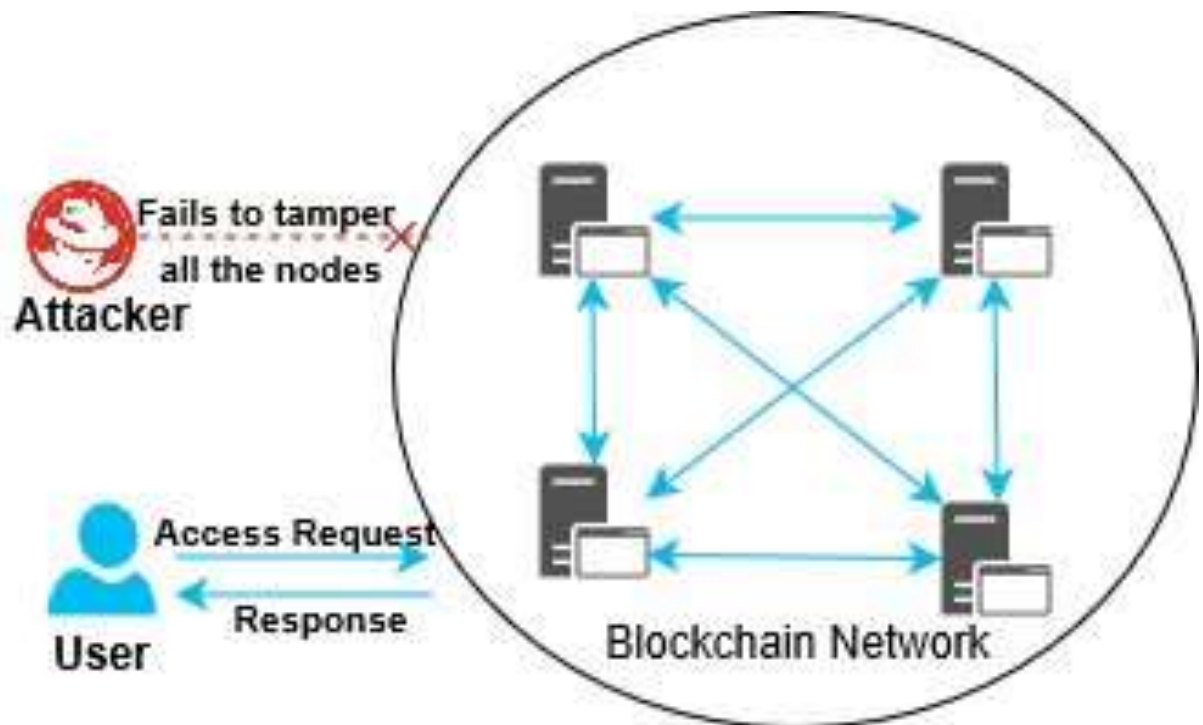 Fails to tamper
all the nodes
Attacker
Access Request
Response
User
Blockchain Network